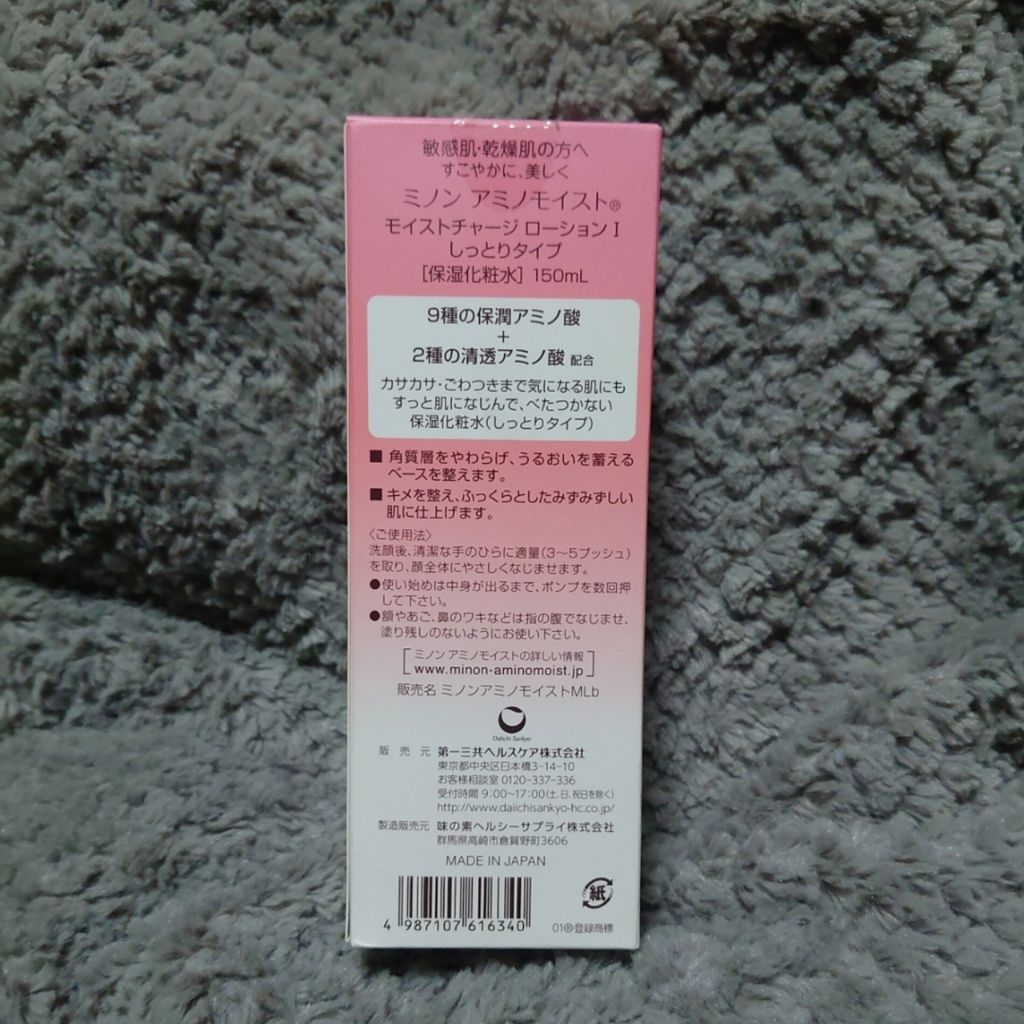 敏感肌・乾燥肌の方へ
すこやかに、美しく
ミノン アミノモイスト®
モイストチャージ ローション I
しっとりタイプ
[保湿化粧水] 150mL
9種の保潤アミノ酸
+
2種の清透アミノ酸 配合
カサカサ・ごわつきまで気になる肌にも
すっと肌になじんで、べたつかない
保湿化粧水(しっとりタイプ)
■ 角質層をやわらげ、うるおいを蓄える
ベースを整えます。
■ キメを整え、ふっくらとしたみずみずしい
肌に仕上げます。
〈ご使用法〉
洗顔後、清潔な手のひらに適量(3〜5プッシュ)
を取り、顔全体にやさしくなじませます。
●使い始めは中身が出るまで、ポンプを数回押
して下さい。
●額やあご、鼻のワキなどは指の腹でなじませ、
塗り残しのないようにお使い下さい。
[ミノン アミノモイストの詳しい情報
www.minon-aminomoist.jp]
販売名 ミノンアミノモイストMLb
Daiichi-Sankyo
販売元 第一三共ヘルスケア株式会社
東京都中央区日本橋3-14-10
お客様相談室 0120-337-336
受付時間 9:00〜17:00(土、日、祝日を除く)
http://www.daiichisankyo-hc.co.jp/
製造販売元 味の素ヘルシーサプライ株式会社
群馬県高崎市倉賀野町3606
MADE IN JAPAN
紙
4 987107 616340
01®登録商標